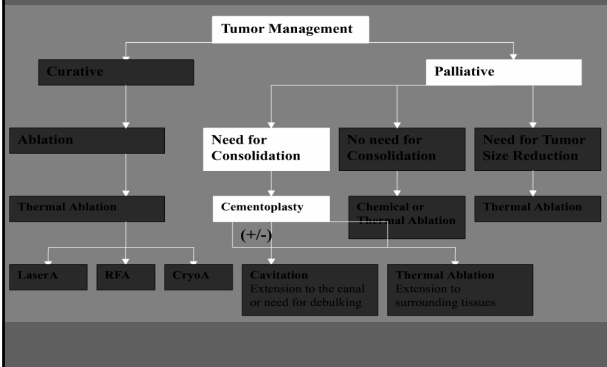 Tumor Management
Curative
Palliative
Ablation
Need for
Consolidation
No need for
Consolidation
Need for Tumor
Size Reduction
Thermal Ablation
Cementoplasty
Chemical or
Thermal Ablation
Thermal Ablation
(+/-)
LaserA
RFA
CryoA
Cavitation
Extension to the canal
or need for debulking
Thermal Ablation
Extension to
surrounding tissues